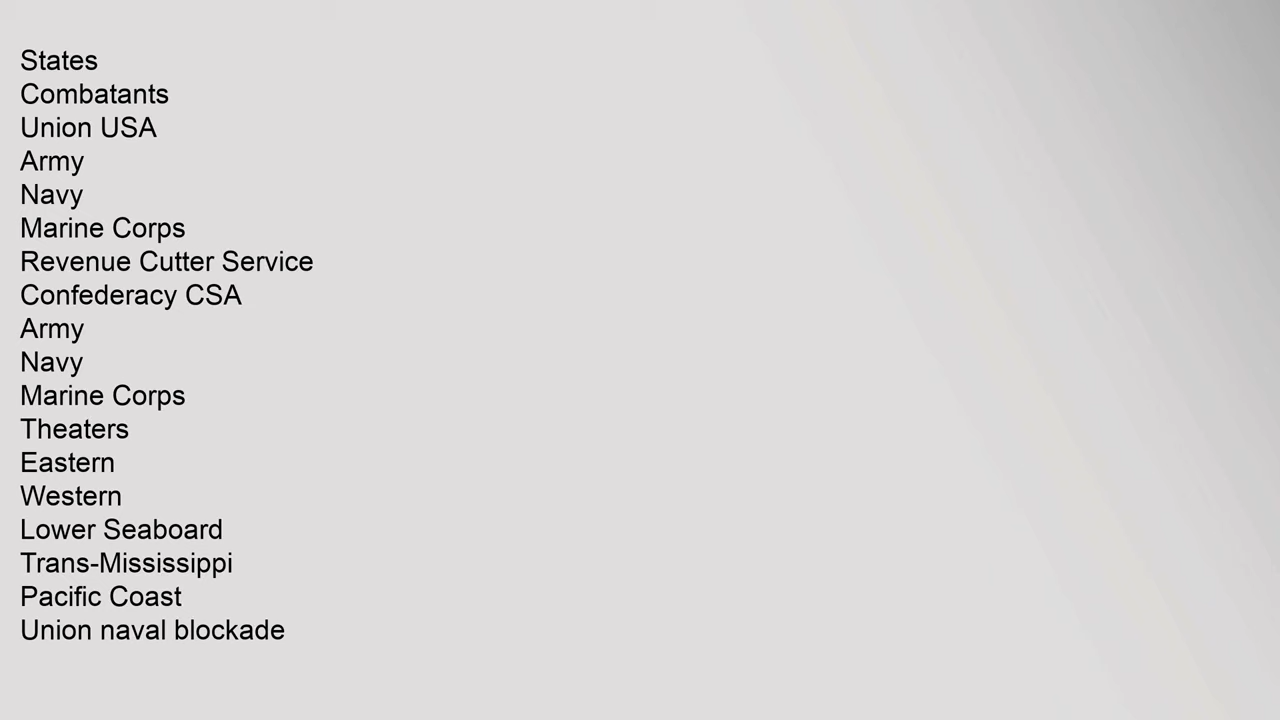 States
Combatants
Union USA
Army
Navy
Marine Corps
Revenue Cutter Service
Confederacy CSA
Army
Navy
Marine Corps
Theaters
Eastern
Western
Lower Seaboard
Trans-Mississippi
Pacific Coast
Union naval blockade